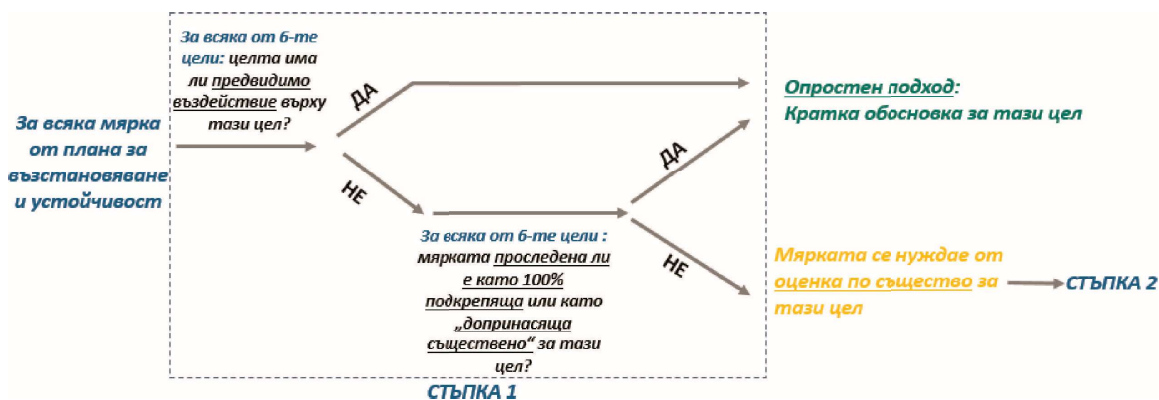 За всяка мярка
от плана за
възстановяване
и устойчивост
За всяка от 6-те
цели: целта има
ли предвидимо
въздействие върху
тази цел?
ДА
НЕ
За всяка от 6-те цели :
мярката проследена ли
е като 100%
подкрепяща или като
„допринасяща
съществено“ за тази
цел?
ДА
НЕ
Опростен подход:
Кратка обосновка за тази цел
Мярката се нуждае от
оценка по същество за
тази цел
СТЪПКА 2
СТЪПКА 1